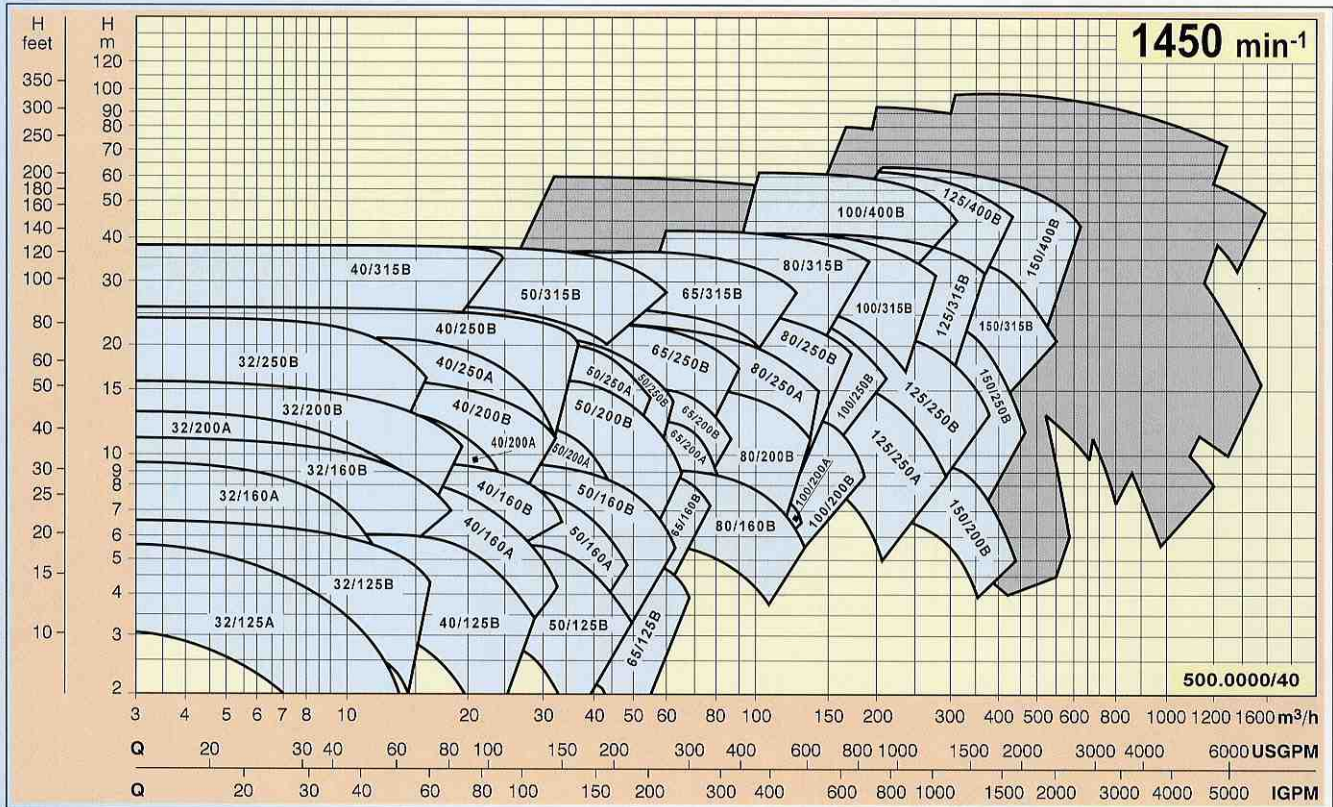 H feet
H m
1450 min-1
120
100
90
80
70
60
50
40
30
20
15
10
9
8
7
6
5
4
3
2
350
300
250
200
180
160
140
120
100
80
60
50
40
30
25
20
15
10
100/400B
125/400B
150/400B
40/315B
50/315B
65/315B
80/315B
100/315B
125/315B
150/315B
40/250B
32/250B
40/250A
50/250A
50/250B
65/250B
80/250A
80/250B
100/250B
125/250B
150/250B
125/250A
32/200B
32/200A
40/200B
40/200A
50/200B
50/200A
65/200B
65/200A
80/200B
100/200A
100/200B
150/200B
32/160B
32/160A
40/160B
40/160A
50/160B
50/160A
65/160B
80/160B
32/125B
32/125A
40/125B
50/125B
65/125B
500.0000/40
3 4 5 6 7 8 10 20 30 40 50 60 80 100 150 200 300 400 500 600 800 1000 1200 1600 m³/h
Q 20 30 40 60 80 100 150 200 300 400 600 800 1000 1500 2000 3000 4000 6000 USGPM
Q 20 30 40 60 80 100 150 200 300 400 600 800 1000 1500 2000 3000 4000 5000 IGPM